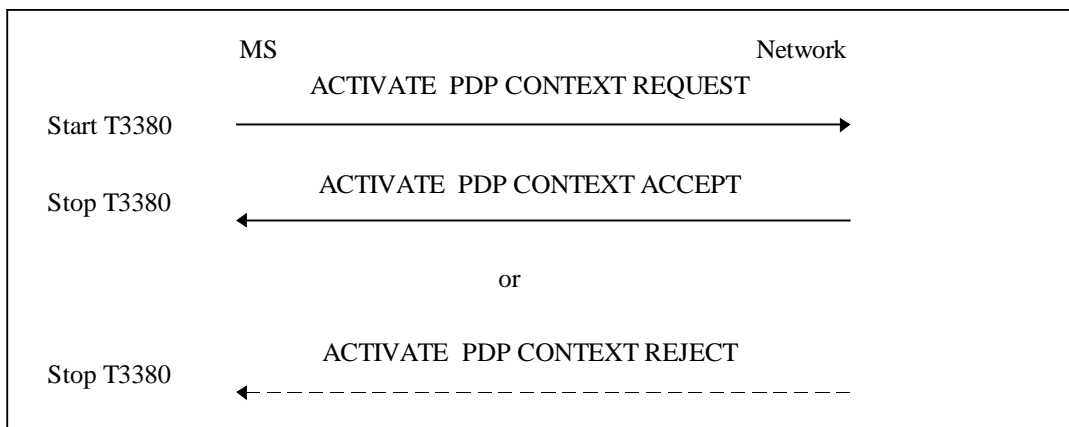 MS Network
ACTIVATE PDP CONTEXT REQUEST
Start T3380
ACTIVATE PDP CONTEXT ACCEPT
Stop T3380
or
ACTIVATE PDP CONTEXT REJECT
Stop T3380